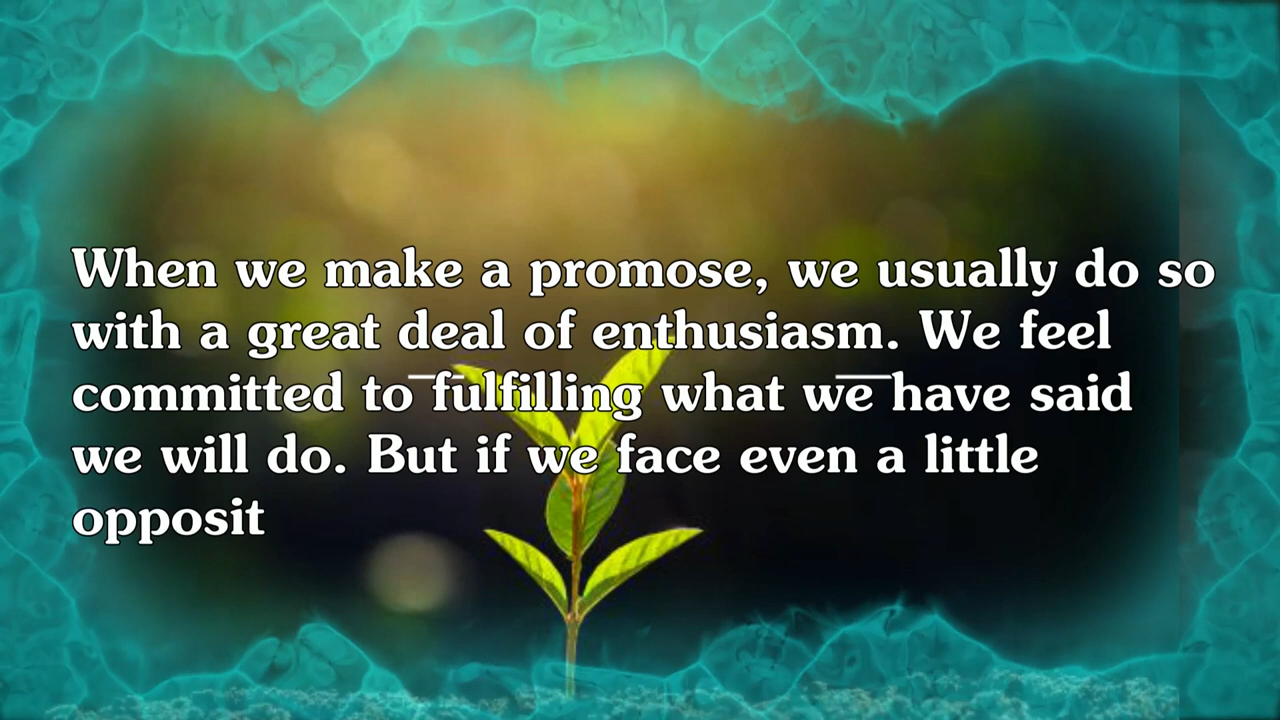 When we make a promose, we usually do so
with a great deal of enthusiasm. We feel
committed to fulfilling what we have said
we will do. But if we face even a little
opposit